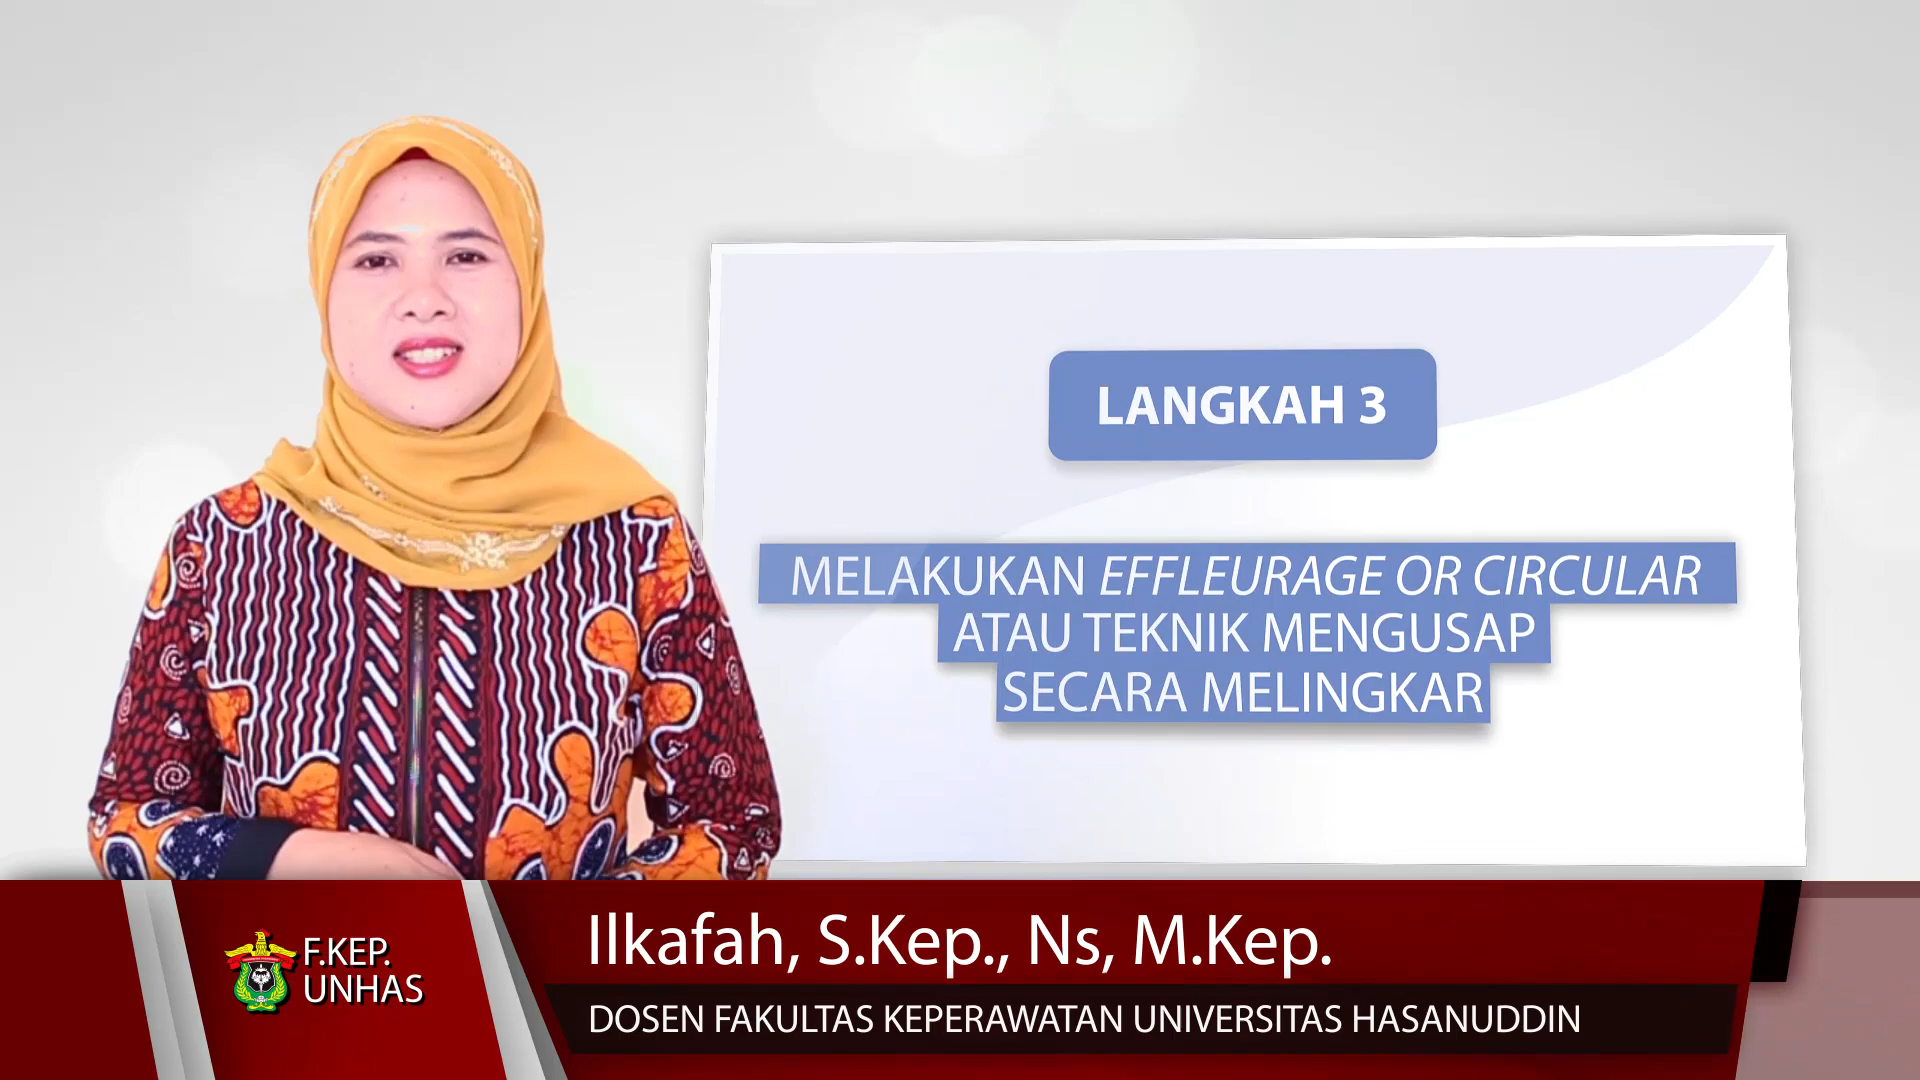 LANGKAH 3
MELAKUKAN EFFLEURAGE OR CIRCULAR
ATAU TEKNIK MENGUSAP
SECARA MELINGKAR
F.KEP.
UNHAS
Ilkafah, S.Kep., Ns, M.Kep.
DOSEN FAKULTAS KEPERAWATAN UNIVERSITAS HASANUDDIN